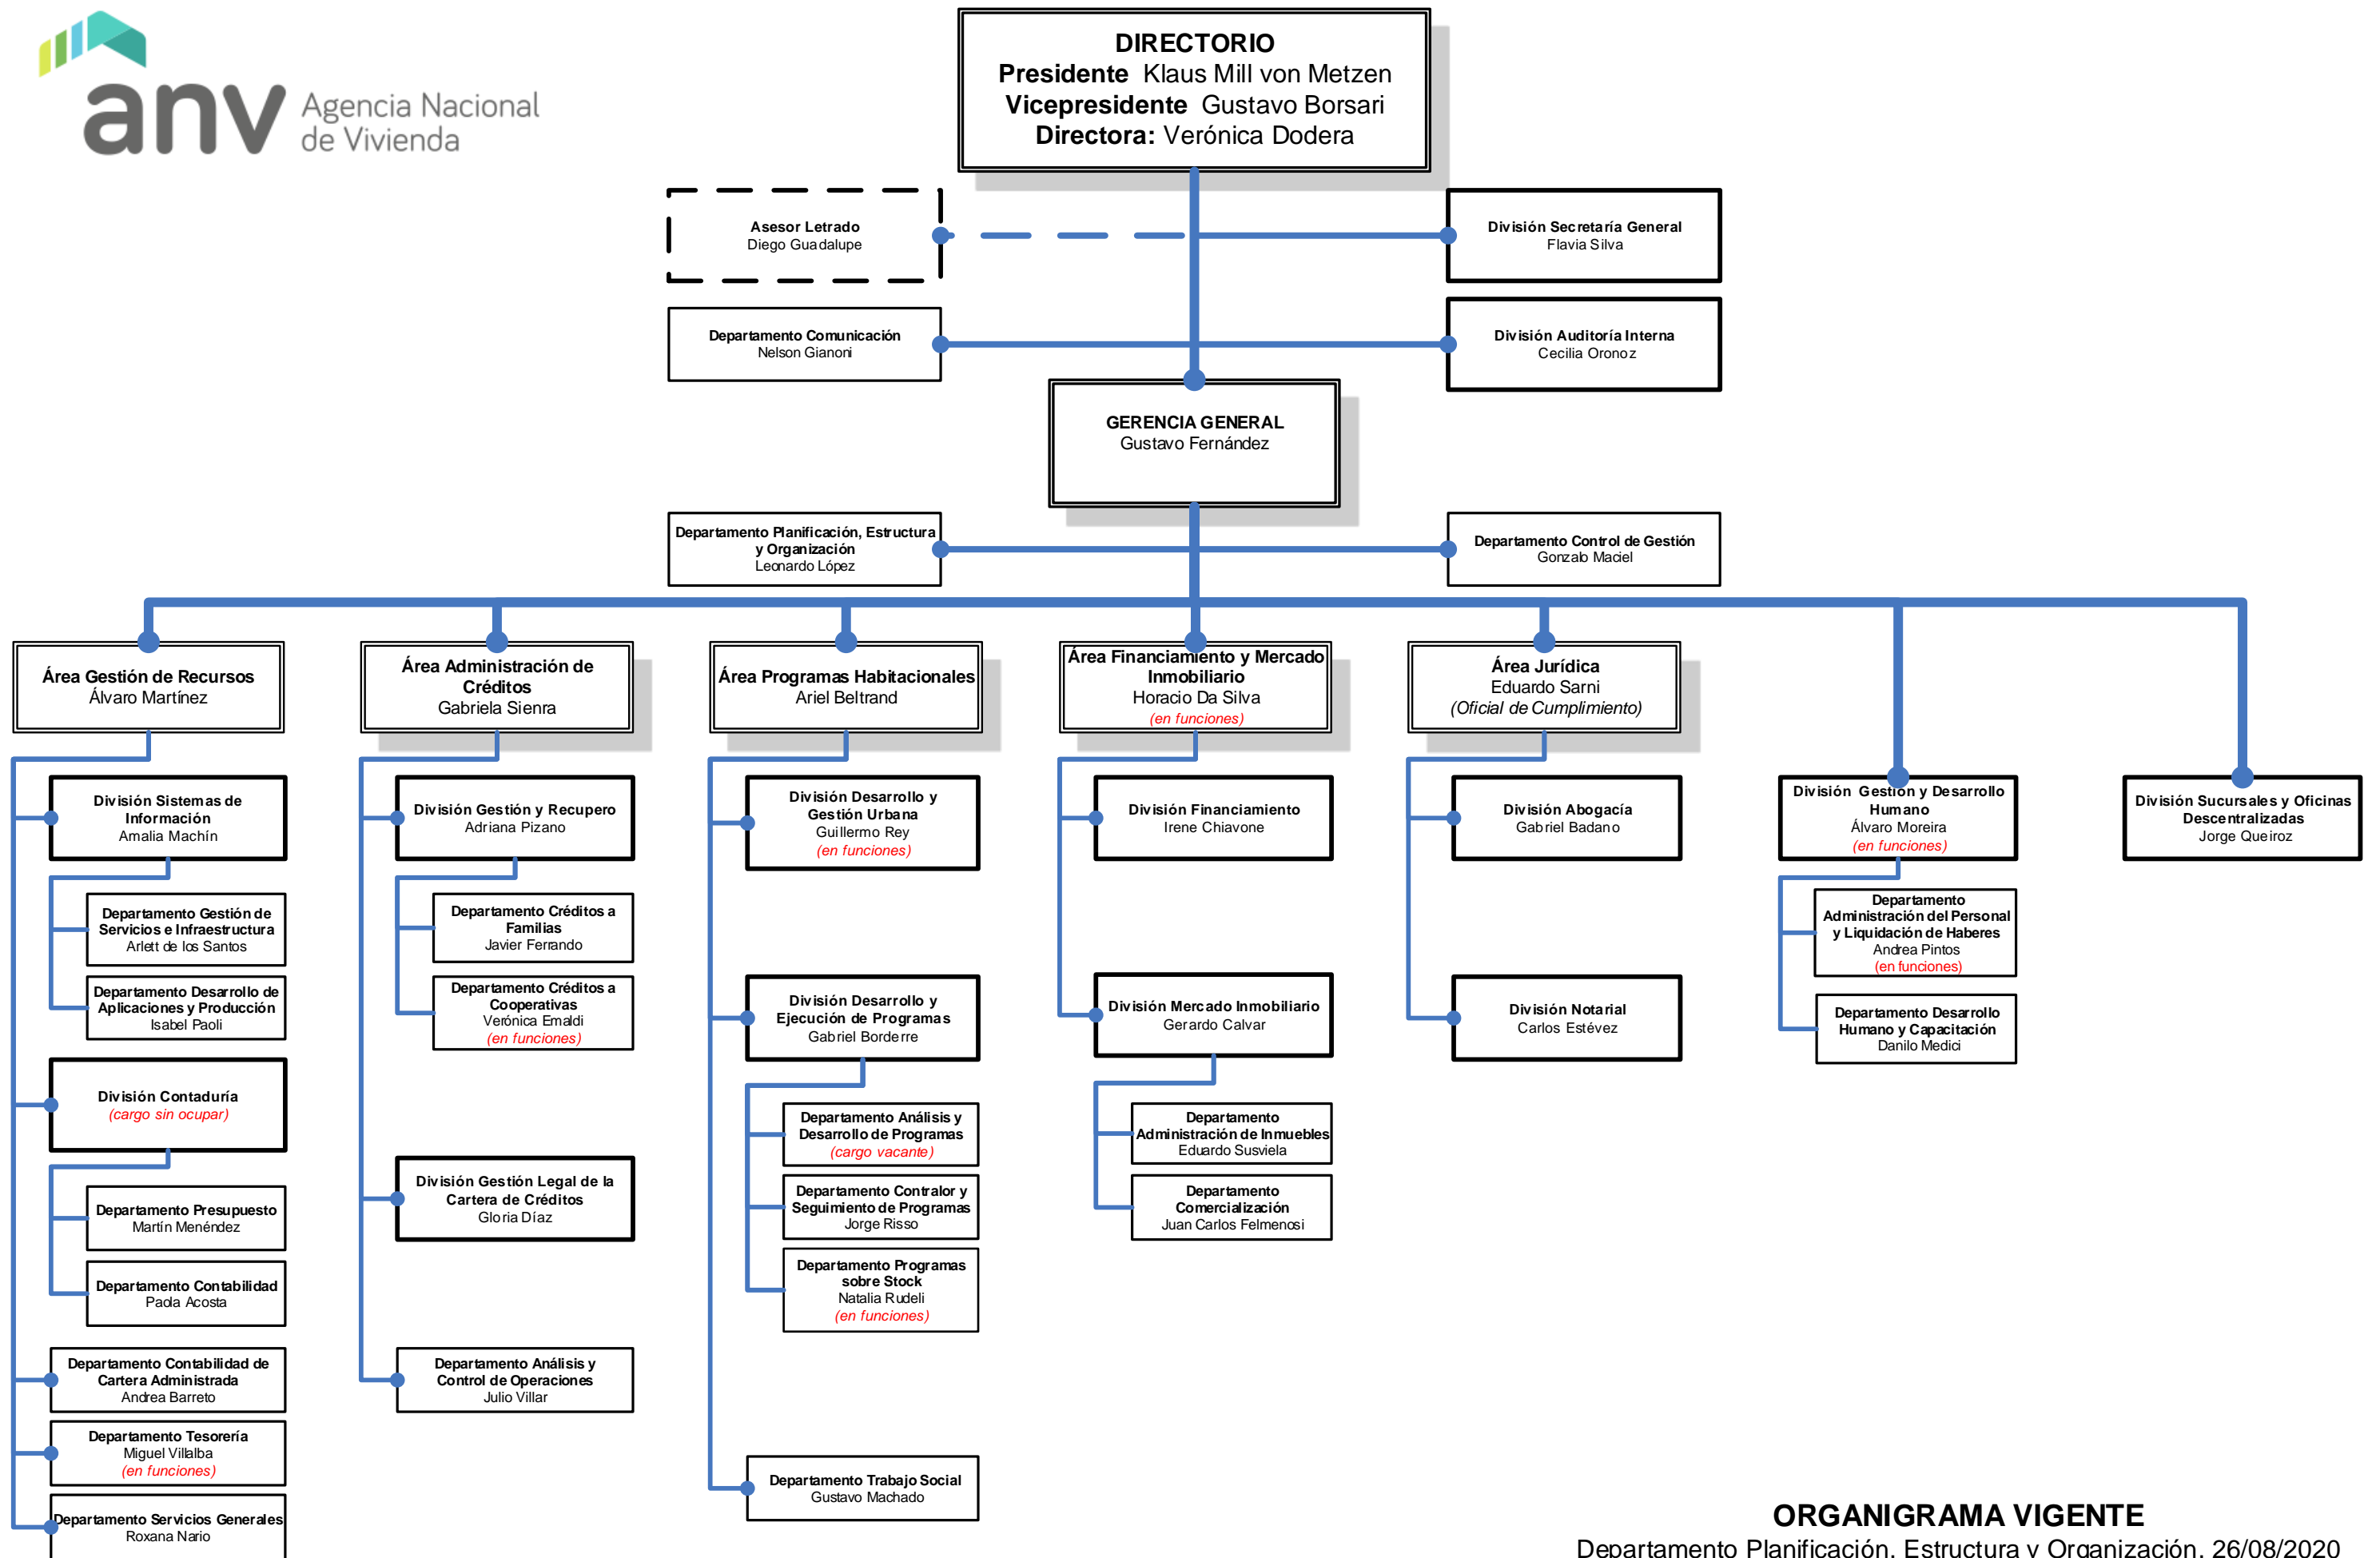 anv Agencia Nacional
de Vivienda
DIRECTORIO
Presidente Klaus Mill von Metzen
Vicepresidente Gustavo Borsari
Directora: Verónica Dodera
Asesor Letrado
Diego Guadalupe
División Secretaría General
Flavia Silva
Departamento Comunicación
Nelson Gianoni
División Auditoría Interna
Cecilia Oronoz
GERENCIA GENERAL
Gustavo Fernández
Departamento Planificación, Estructura
y Organización
Leonardo López
Departamento Control de Gestión
Gonzalo Maciel
Área Gestión de Recursos
Álvaro Martínez
División Sistemas de
Información
Amalia Machín
Departamento Gestión de
Servicios e Infraestructura
Arlett de los Santos
Departamento Desarrollo de
Aplicaciones y Producción
Isabel Paoli
División Contaduría
(cargo sin ocupar)
Departamento Presupuesto
Martín Menéndez
Departamento Contabilidad
Paola Acosta
Departamento Contabilidad de
Cartera Administrada
Andrea Barreto
Departamento Tesorería
Miguel Villalba
(en funciones)
Departamento Servicios Generales
Roxana Nario
Área Administración de
Créditos
Gabriela Sienra
División Gestión y Recupero
Adriana Pizano
Departamento Créditos a
Familias
Javier Ferrando
Departamento Créditos a
Cooperativas
Verónica Emaldi
(en funciones)
División Gestión Legal de la
Cartera de Créditos
Gloria Díaz
Departamento Análisis y
Control de Operaciones
Julio Villar
Área Programas Habitacionales
Ariel Beltrand
División Desarrollo y
Gestión Urbana
Guillermo Rey
(en funciones)
División Desarrollo y
Ejecución de Programas
Gabriel Borderre
Departamento Análisis y
Desarrollo de Programas
(cargo vacante)
Departamento Contralor y
Seguimiento de Programas
Jorge Risso
Departamento Programas
sobre Stock
Natalia Rudeli
(en funciones)
Departamento Trabajo Social
Gustavo Machado
Área Financiamiento y Mercado
Inmobiliario
Horacio Da Silva
(en funciones)
División Financiamiento
Irene Chiavone
División Mercado Inmobiliario
Gerardo Calvar
Departamento
Administración de Inmuebles
Eduardo Susviela
Departamento
Comercialización
Juan Carlos Felmenosi
Área Jurídica
Eduardo Sarni
(Oficial de Cumplimiento)
División Abogacía
Gabriel Badano
División Notarial
Carlos Estévez
División Gestión y Desarrollo
Humano
Álvaro Moreira
(en funciones)
Departamento
Administración del Personal
y Liquidación de Haberes
Andrea Pintos
(en funciones)
Departamento Desarrollo
Humano y Capacitación
Danilo Medici
División Sucursales y Oficinas
Descentralizadas
Jorge Queiroz
ORGANIGRAMA VIGENTE
Departamento Planificación, Estructura y Organización, 26/08/2020